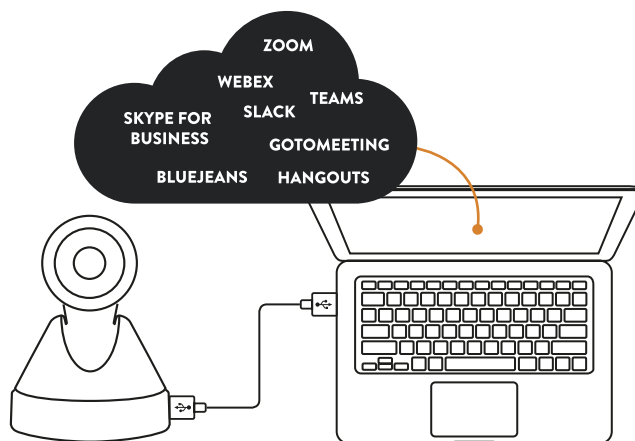 ZOOM
WEBEX
TEAMS
SLACK
SKYPE FOR
BUSINESS
GOTOMEETING
BLUEJEANS
HANGOUTS